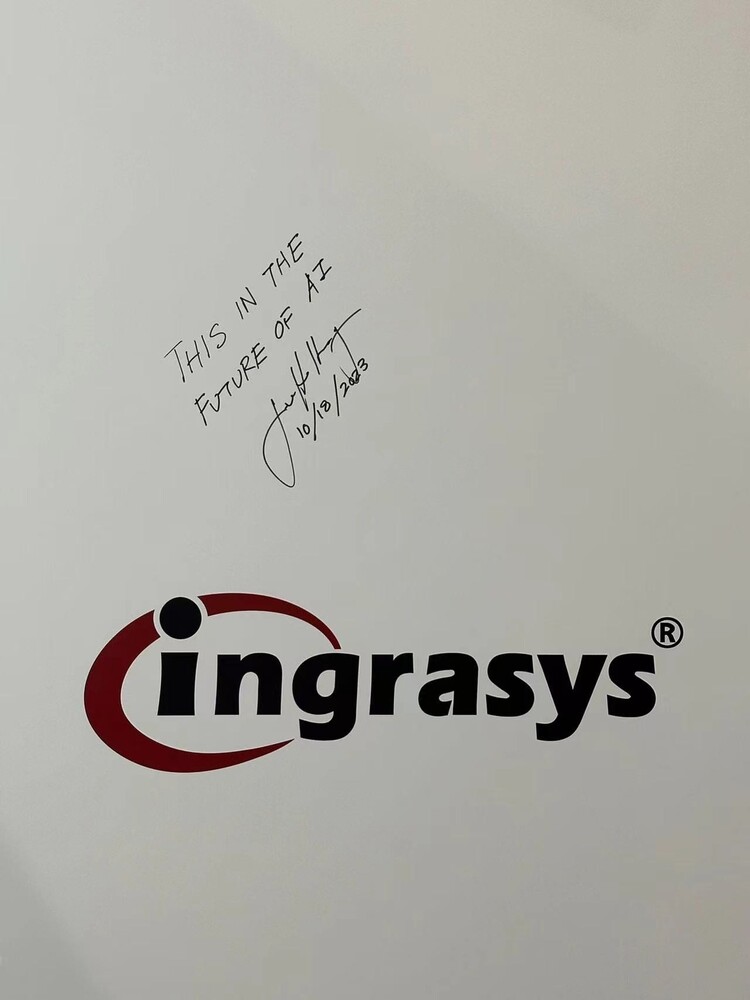 THIS IN THE
FUTURE OF AI
10/18/2023
ingrasys®